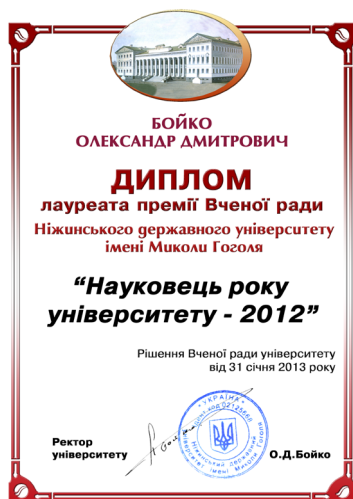 БОЙКО
ОЛЕКСАНДР ДМИТРОВИЧ
ДИПЛОМ
лауреата премії Вченої ради
Ніжинського державного університету
імені Миколи Гоголя
“Науковець року
університету - 2012”
Рішення Вченої ради університету
від 31 січня 2013 року
УКРАЇНА
Ректор
університету
О.Д.Бойко